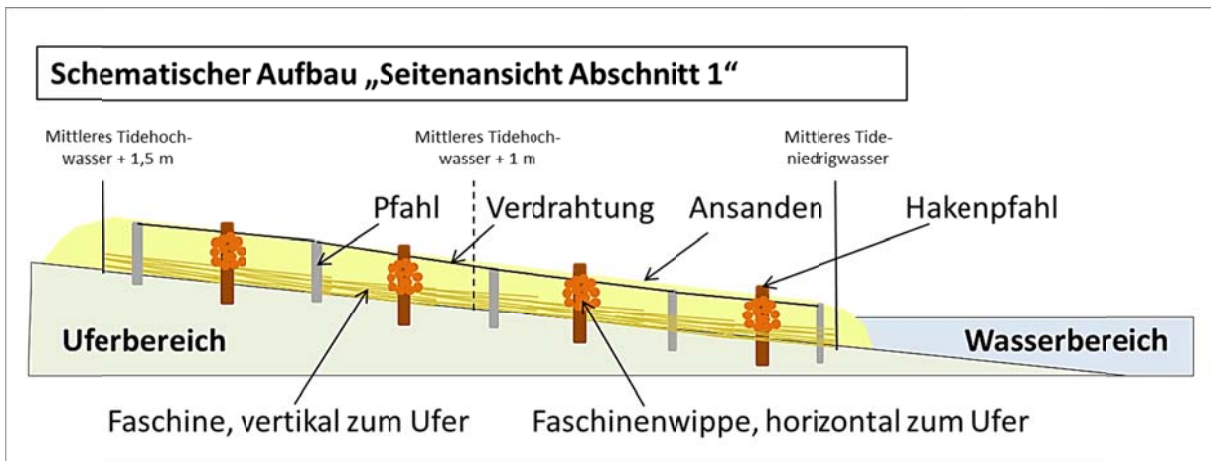 Schematischer Aufbau „Seitenansicht Abschnitt 1“
Mittleres Tidehoch-
wasser + 1,5 m
Mittleres Tidehoch-
wasser + 1 m
Mittleres Tide-
niedrigwasser
Pfahl
Verdrahtung
Ansanden
Hakenpfahl
Uferbereich
Wasserbereich
Faschine, vertikal zum Ufer
Faschinenwippe, horizontal zum Ufer